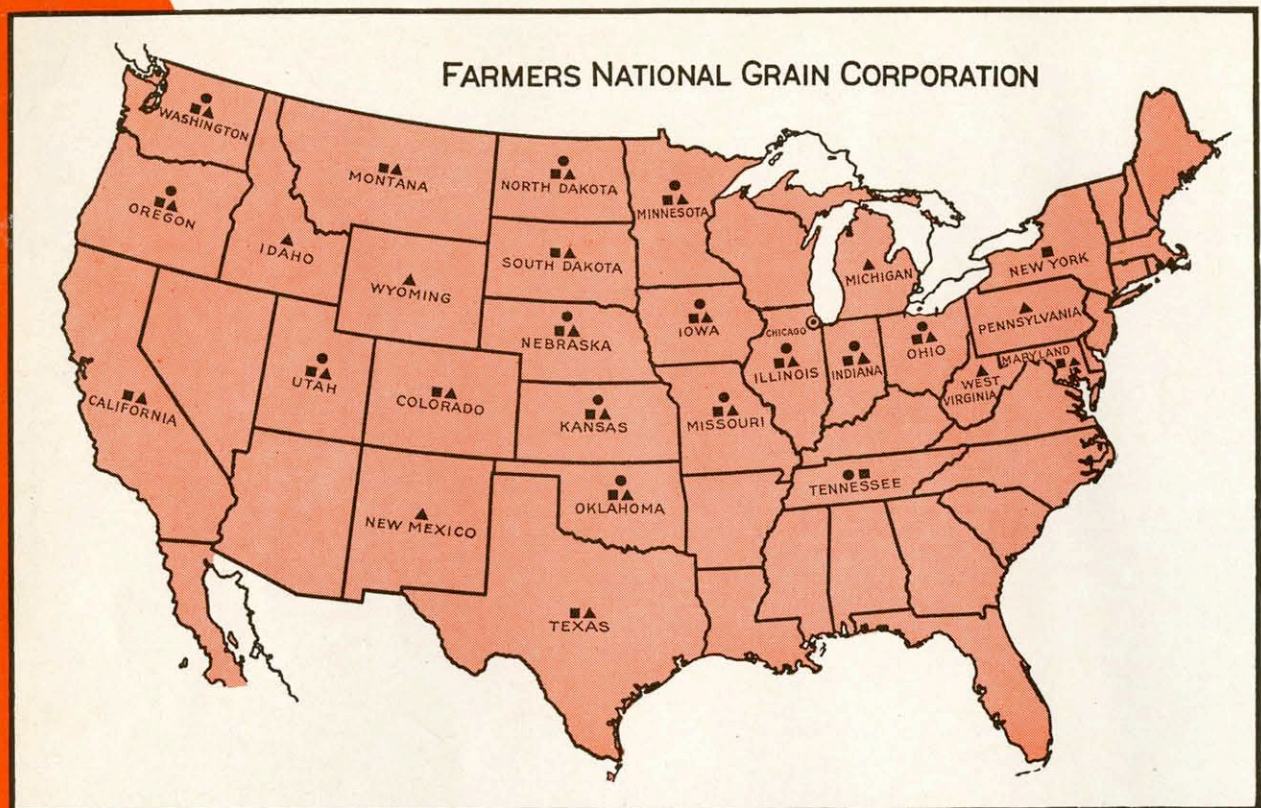 FARMERS NATIONAL GRAIN CORPORATION
WASHINGTON
MONTANA
NORTH DAKOTA
MINNESOTA
OREGON
IDAHO
SOUTH DAKOTA
WYOMING
MICHIGAN
NEW YORK
NEBRASKA
IOWA
CHICAGO
PENNSYLVANIA
OHIO
MARYLAND
UTAH
COLORADO
ILLINOIS
INDIANA
WEST
VIRGINIA
CALIFORNIA
KANSAS
MISSOURI
TENNESSEE
NEW MEXICO
OKLAHOMA
TEXAS